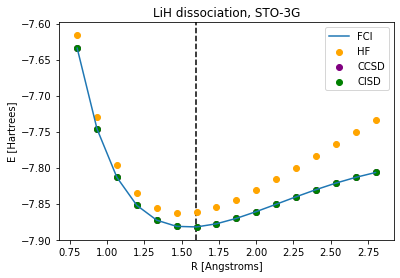 LiH dissociation, STO-3G
E [Hartrees]
−7.60
−7.65
−7.70
−7.75
−7.80
−7.85
−7.90
FCI
HF
CCSD
CISD
0.75 1.00 1.25 1.50 1.75 2.00 2.25 2.50 2.75
R [Angstroms]